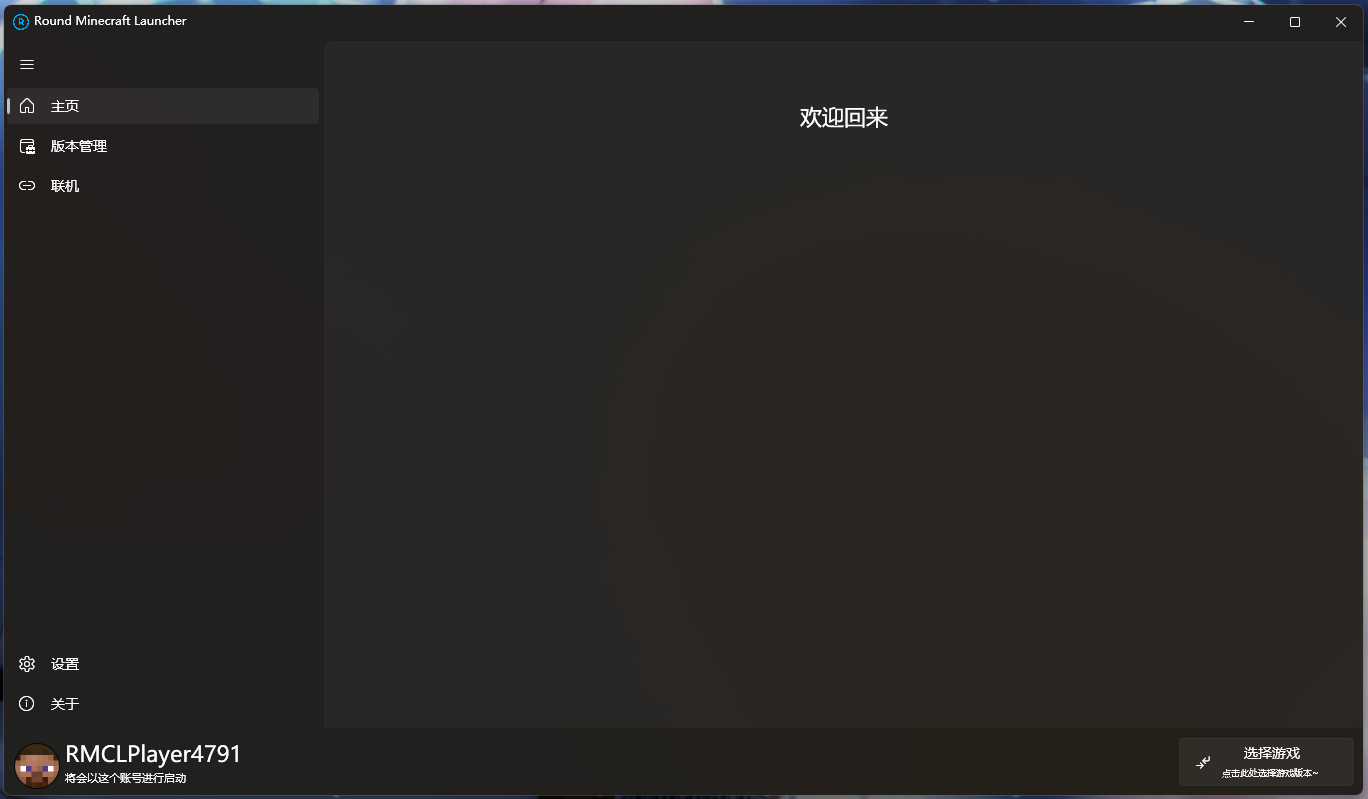 Round Minecraft Launcher
主页
版本管理
联机
欢迎回来
设置
关于
RMCLPlayer4791
将会以这个账号进行启动
选择游戏
点击此处选择游戏版本~